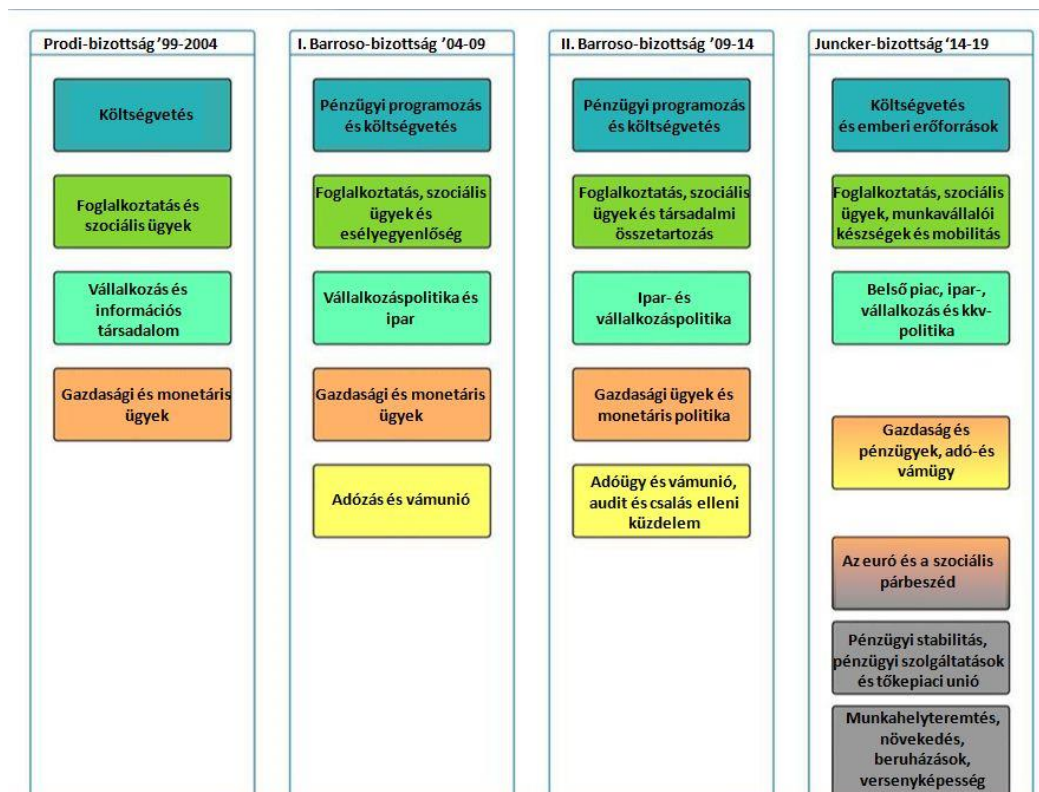 Prodi-bizottság '99-2004
Költségvetés
Foglalkoztatás és
szociális ügyek
Vállalkozás és
információs
társadalom
Gazdasági és monetáris
ügyek
I. Barroso-bizottság '04-09
Pénzügyi programozás
és költségvetés
Foglalkoztatás, szociális
ügyek és
esélyegyenlőség
Vállalkozáspolitika és
ipar
Gazdasági és monetáris
ügyek
Adózás és vámunió
II. Barroso-bizottság '09-14
Pénzügyi programozás
és költségvetés
Foglalkoztatás, szociális
ügyek és társadalmi
összetartozás
Ipar- és
vállalkozáspolitika
Gazdasági ügyek és
monetáris politika
Adóügy és vámunió,
audit és csalás elleni
küzdelem
Juncker-bizottság '14-19
Költségvetés
és emberi erőforrások
Foglalkoztatás, szociális
ügyek, munkavállalói
készségek és mobilitás
Belső piac, ipar-,
vállalkozás és kkv-
politika
Gazdaság és
pénzügyek, adó-és
vámügy
Az euró és a szociális
párbeszéd
Pénzügyi stabilitás,
pénzügyi szolgáltatások
és tőkepiaci unió
Munkahelyteremtés,
növekedés,
beruházások,
versenyképesség